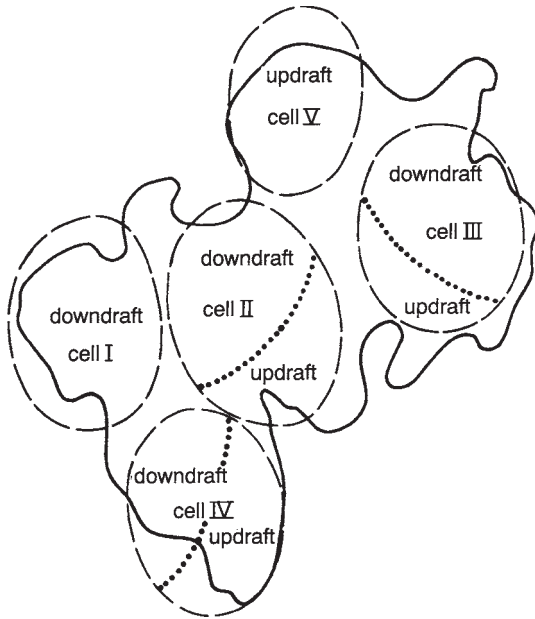 updraft
cell V
downdraft
cell III
updraft
downdraft
cell II
updraft
downdraft
cell I
downdraft
cell IV
updraft